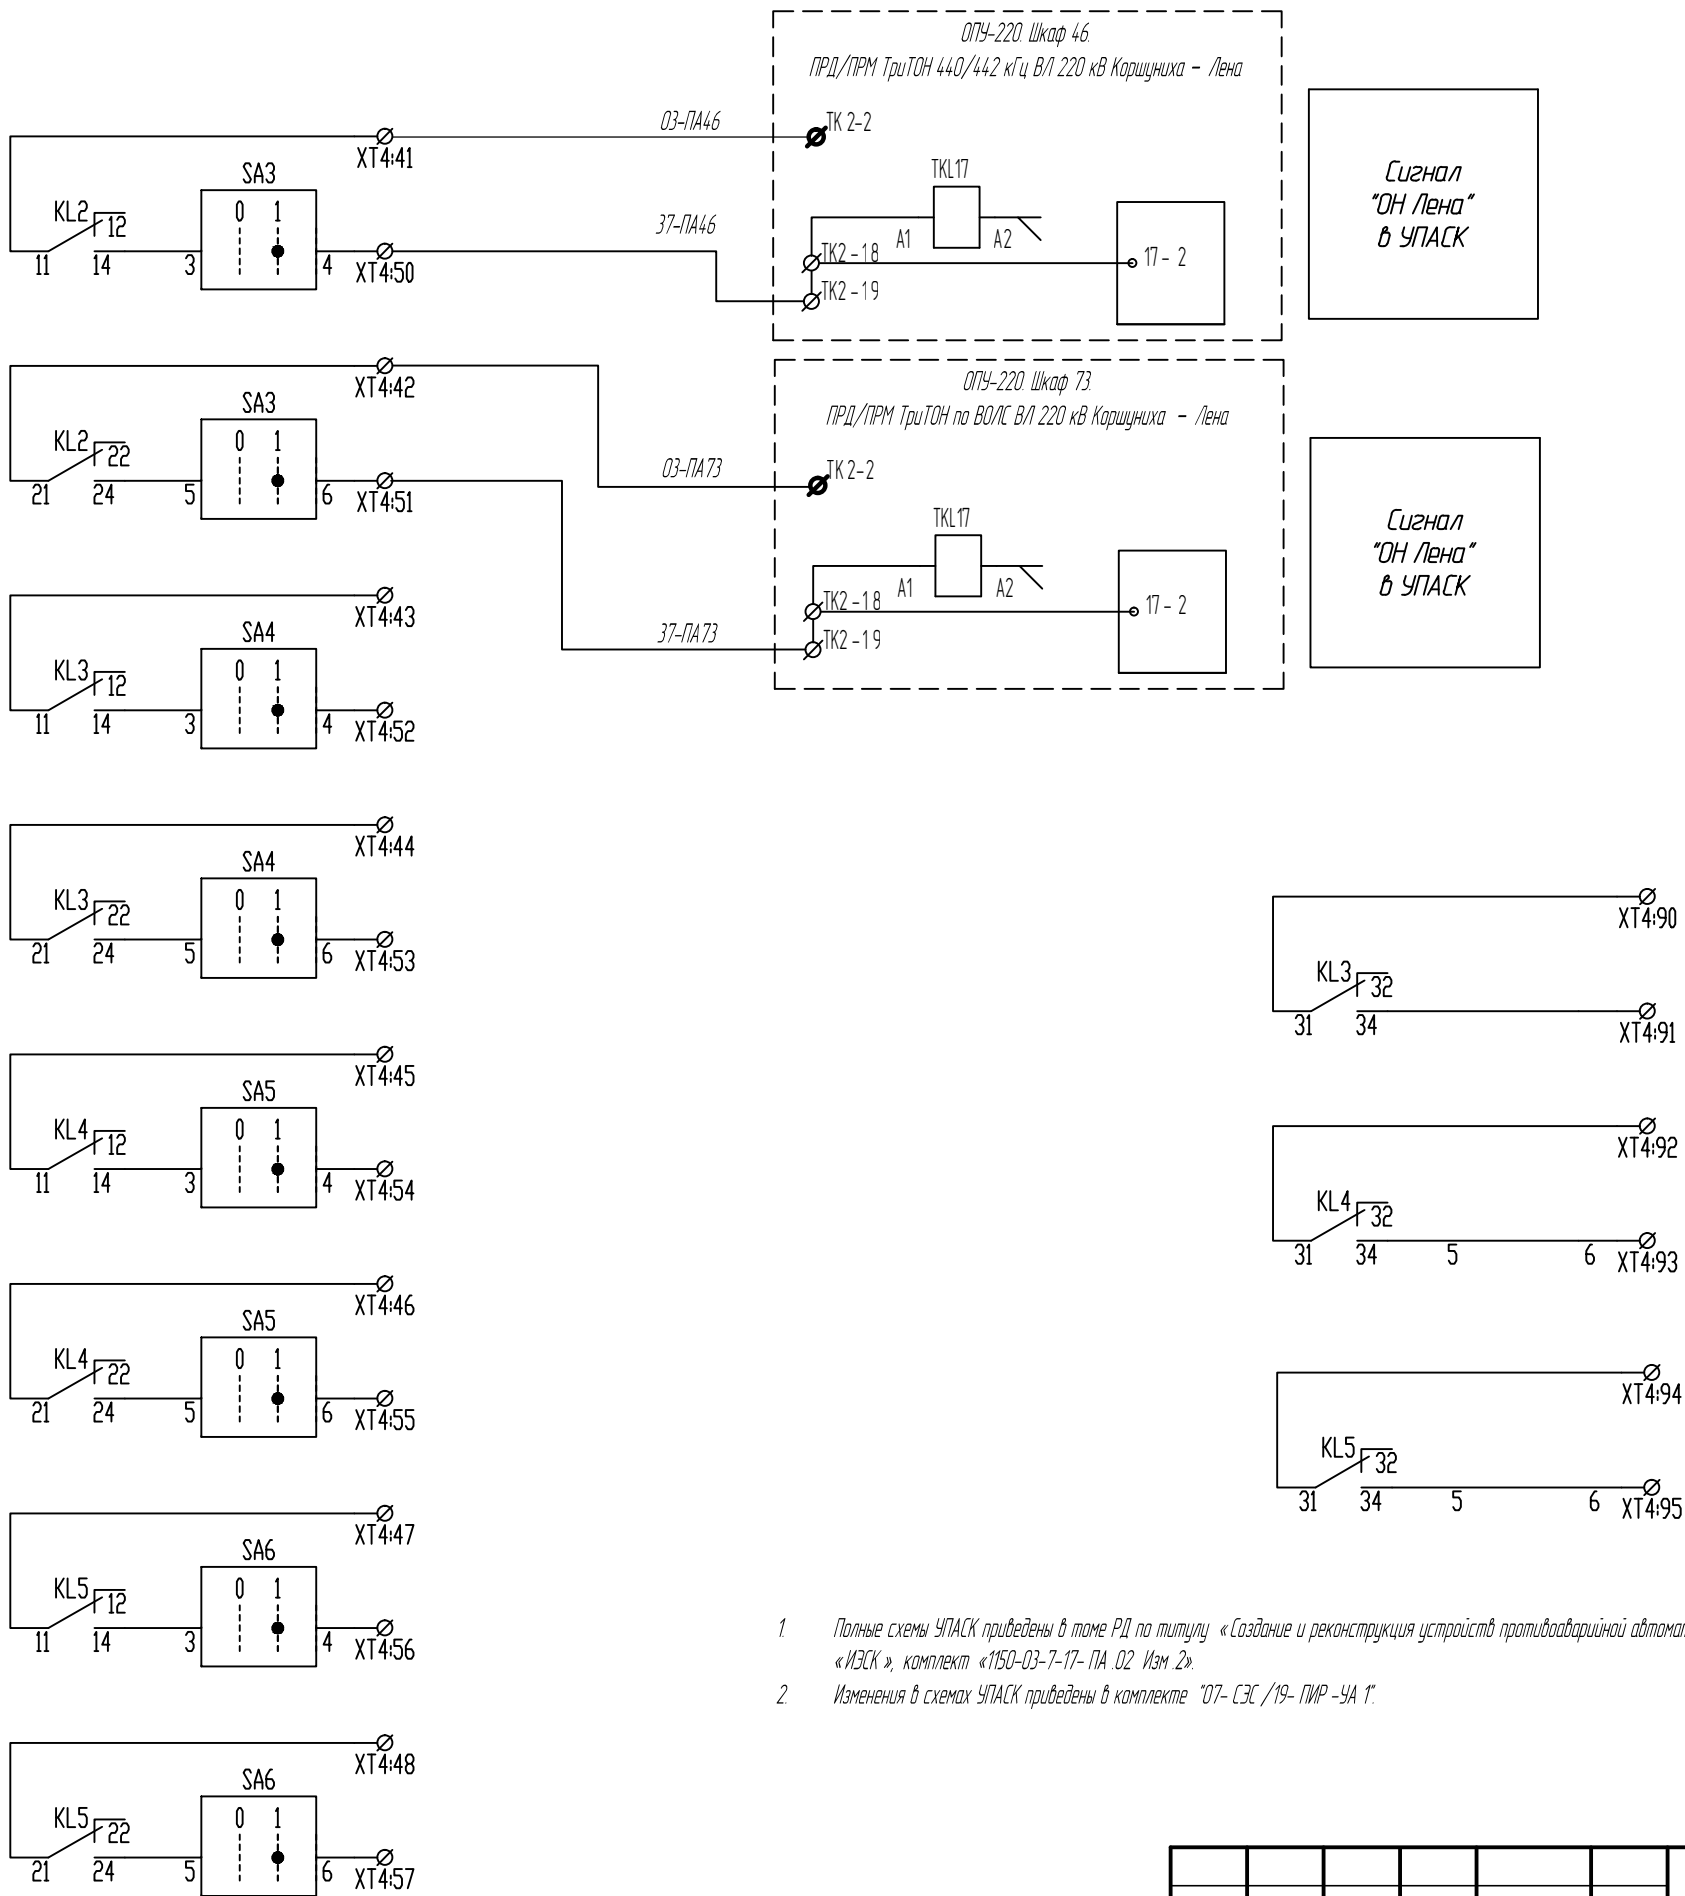 ОПУ-220. Шкаф 46.
ПРД/ПРМ ТриТОН 440/442 кГц ВЛ 220 кВ Коршуниха - Лена
03-ПА46
ТК 2-2
XT4:41
SA3
0 1
KL2
12
11
14
3
4
XT4:50
37-ПА46
TKL17
A1
A2
ТК2 -18
17 - 2
ТК2 -19
Сигнал
"ОН Лена"
в УПАСК
XT4:42
SA3
0 1
KL2
22
21
24
5
6
XT4:51
ОПУ-220. Шкаф 73.
ПРД/ПРМ ТриТОН по ВОЛС ВЛ 220 кВ Коршуниха - Лена
03-ПА73
ТК 2-2
TKL17
A1
A2
ТК2 -18
17 - 2
37-ПА73
ТК2 -19
Сигнал
"ОН Лена"
в УПАСК
XT4:43
SA4
0 1
KL3
12
11
14
3
4
XT4:52
XT4:44
SA4
0 1
KL3
22
21
24
5
6
XT4:53
XT4:90
KL3
32
31
34
XT4:91
XT4:45
SA5
0 1
KL4
12
11
14
3
4
XT4:54
XT4:92
KL4
32
31
34
5
6
XT4:93
XT4:46
SA5
0 1
KL4
22
21
24
5
6
XT4:55
XT4:94
KL5
32
31
34
5
6
XT4:95
XT4:47
SA6
0 1
KL5
12
11
14
3
4
XT4:56
1. Полные схемы УПАСК приведены в томе РД по титулу «Создание и реконструкция устройств противоаварийной автомат
«ИЭСК», комплект «1150-03-7-17- ПА .02 Изм .2».
2. Изменения в схемах УПАСК приведены в комплекте "07- СЭС /19- ПИР -УА 1".
XT4:48
SA6
0 1
KL5
22
21
24
5
6
XT4:57